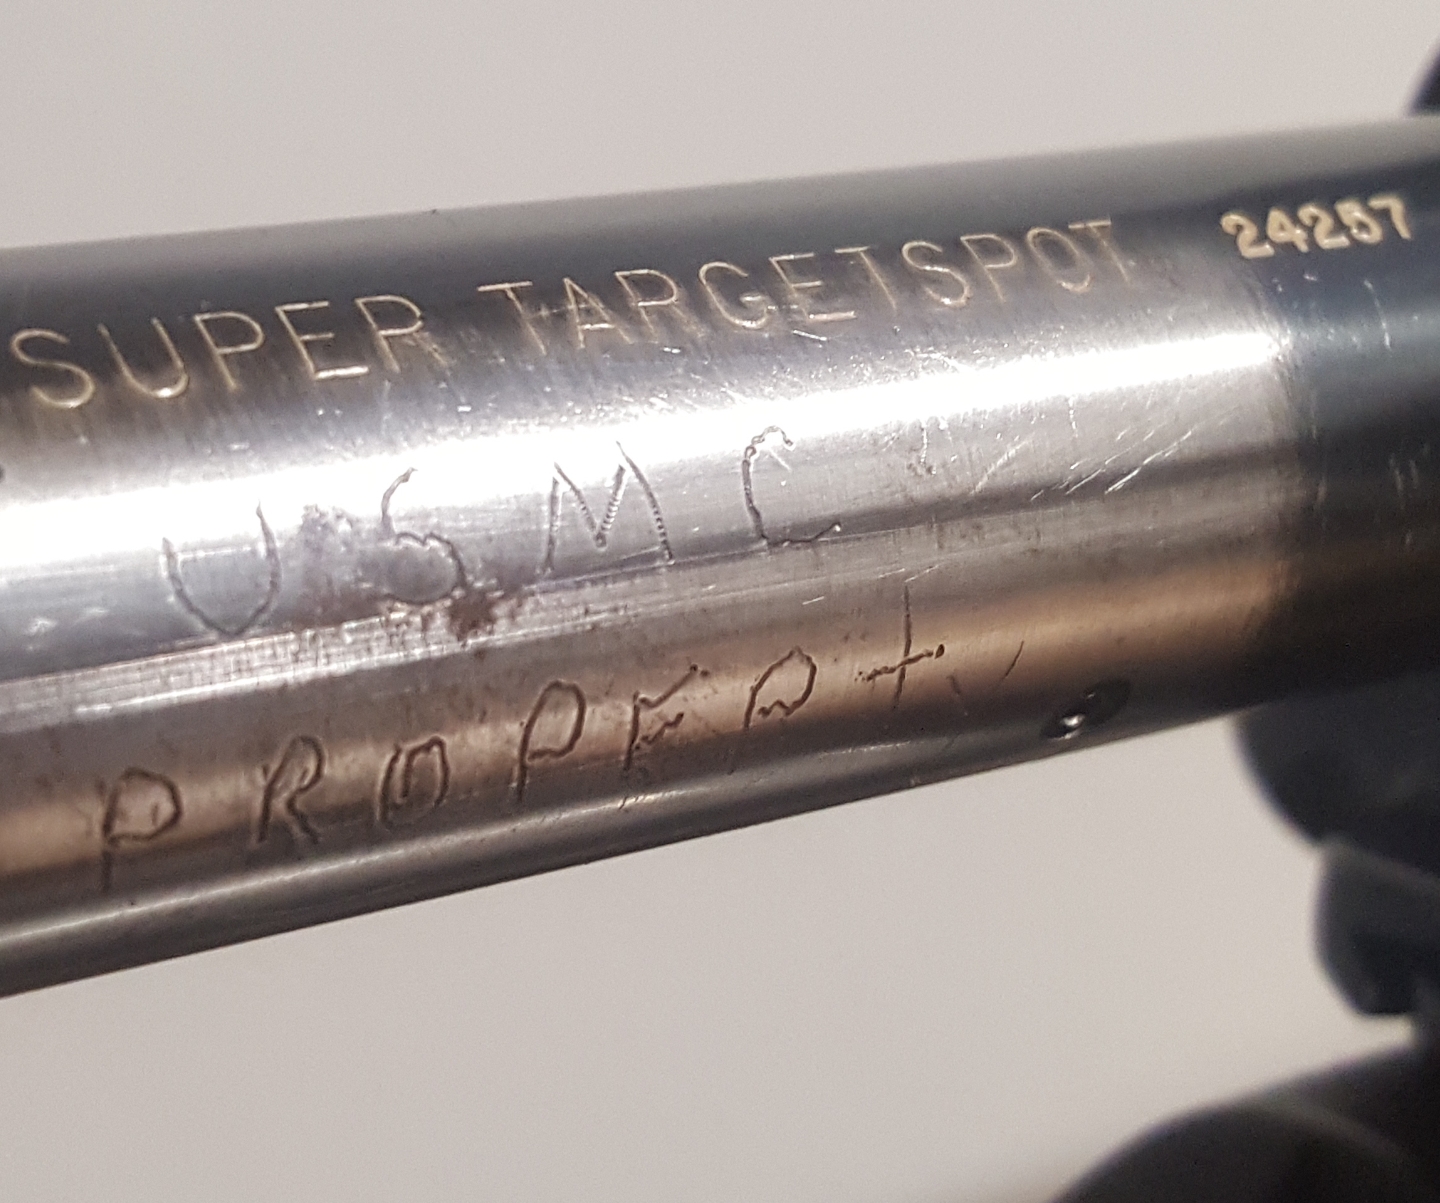 SUPER TARGETSPOT 24257
USMC
PROPERty